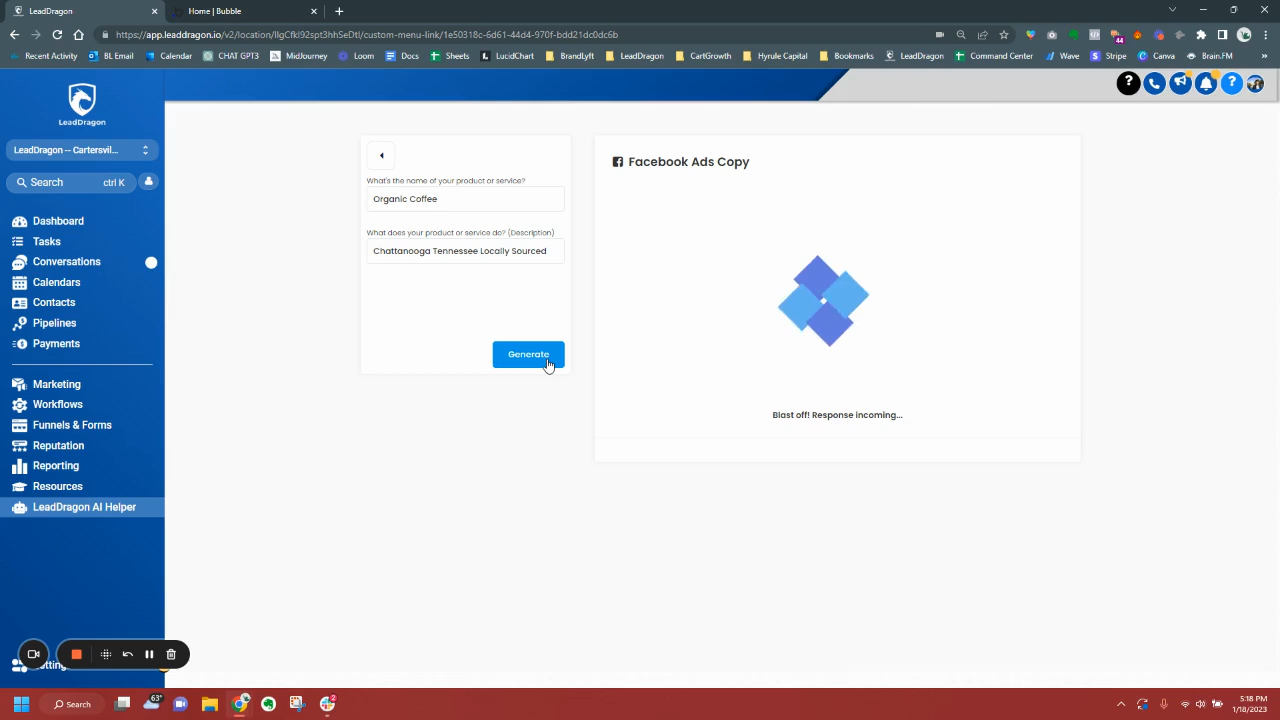 LeadDragon
Home | Bubble
https://app.leaddragon.io/v2/location/IlgCfld92spt3hhSeDtI/custom-menu-link/1e50318c-6d61-44d4-970f-bdd21dc0dc6b
Recent Activity
BL Email
Calendar
CHAT GPT3
MidJourney
Loom
Docs
Sheets
LucidChart
BrandLyft
LeadDragon
CartGrowth
Hyrule Capital
Bookmarks
LeadDragon
Command Center
Wave
Stripe
Canva
Brain.FM
44
LeadDragon
LeadDragon -- Cartersvil...
Search ctrl K
Dashboard
Tasks
Conversations
Calendars
Contacts
Pipelines
Payments
Marketing
Workflows
Funnels & Forms
Reputation
Reporting
Resources
LeadDragon AI Helper
What's the name of your product or service?
Organic Coffee
What does your product or service do? (Description)
Chattanooga Tennessee Locally Sourced
Generate
Facebook Ads Copy
Blast off! Response incoming...
Search
63°
2
5:18 PM
1/18/2023